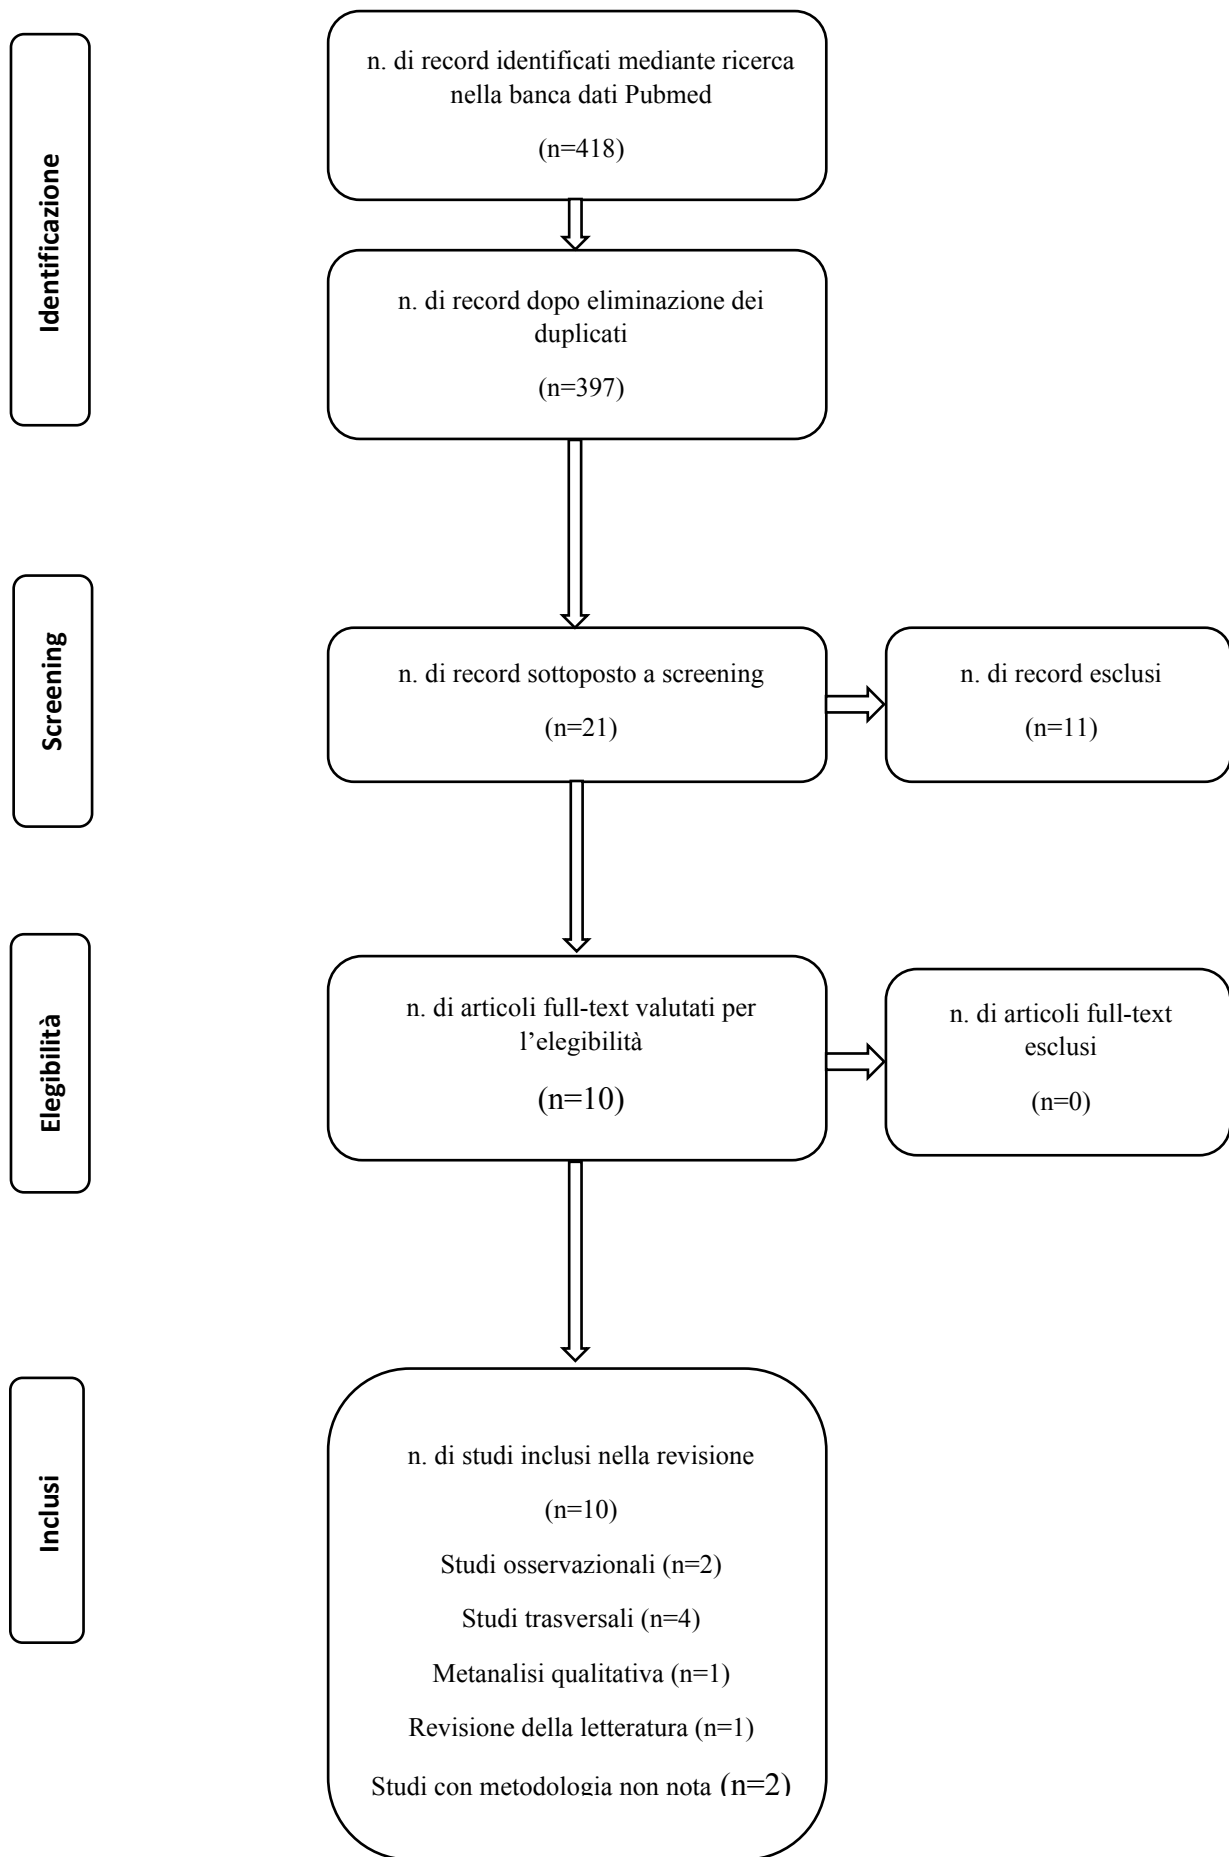 Identificazione
n. di record identificati mediante ricerca
nella banca dati Pubmed
(n=418)
n. di record dopo eliminazione dei
duplicati
(n=397)
Screening
n. di record sottoposto a screening
(n=21)
n. di record esclusi
(n=11)
Elegibilità
n. di articoli full-text valutati per
l’elegibilità
(n=10)
n. di articoli full-text
esclusi
(n=0)
Inclusi
n. di studi inclusi nella revisione
(n=10)
Studi osservazionali (n=2)
Studi trasversali (n=4)
Metanalisi qualitativa (n=1)
Revisione della letteratura (n=1)
Studi con metodologia non nota (n=2)